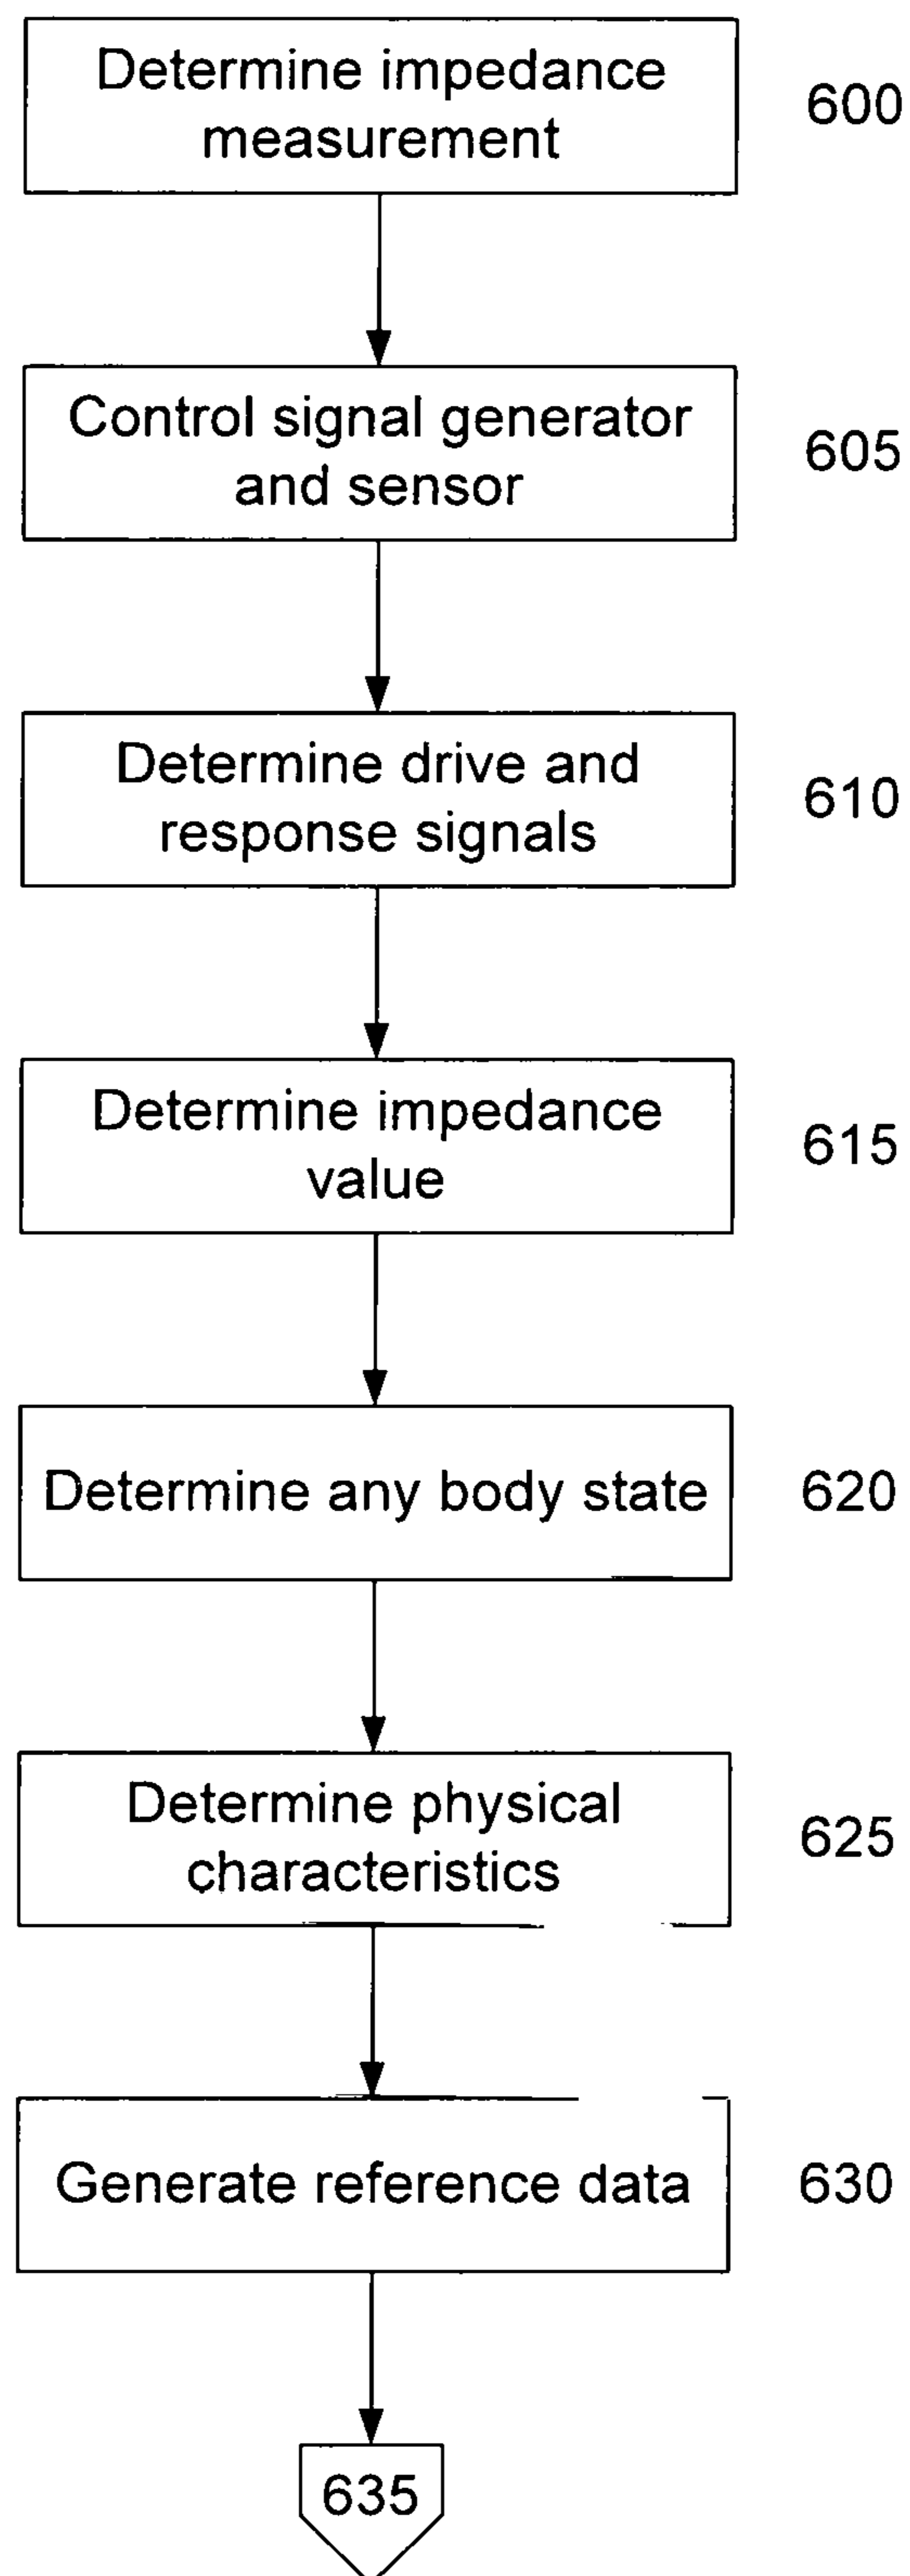 Determine impedance
measurement
600
Control signal generator
and sensor
605
Determine drive and
response signals
610
Determine impedance
value
615
Determine any body state
620
Determine physical
characteristics
625
Generate reference data
630
635